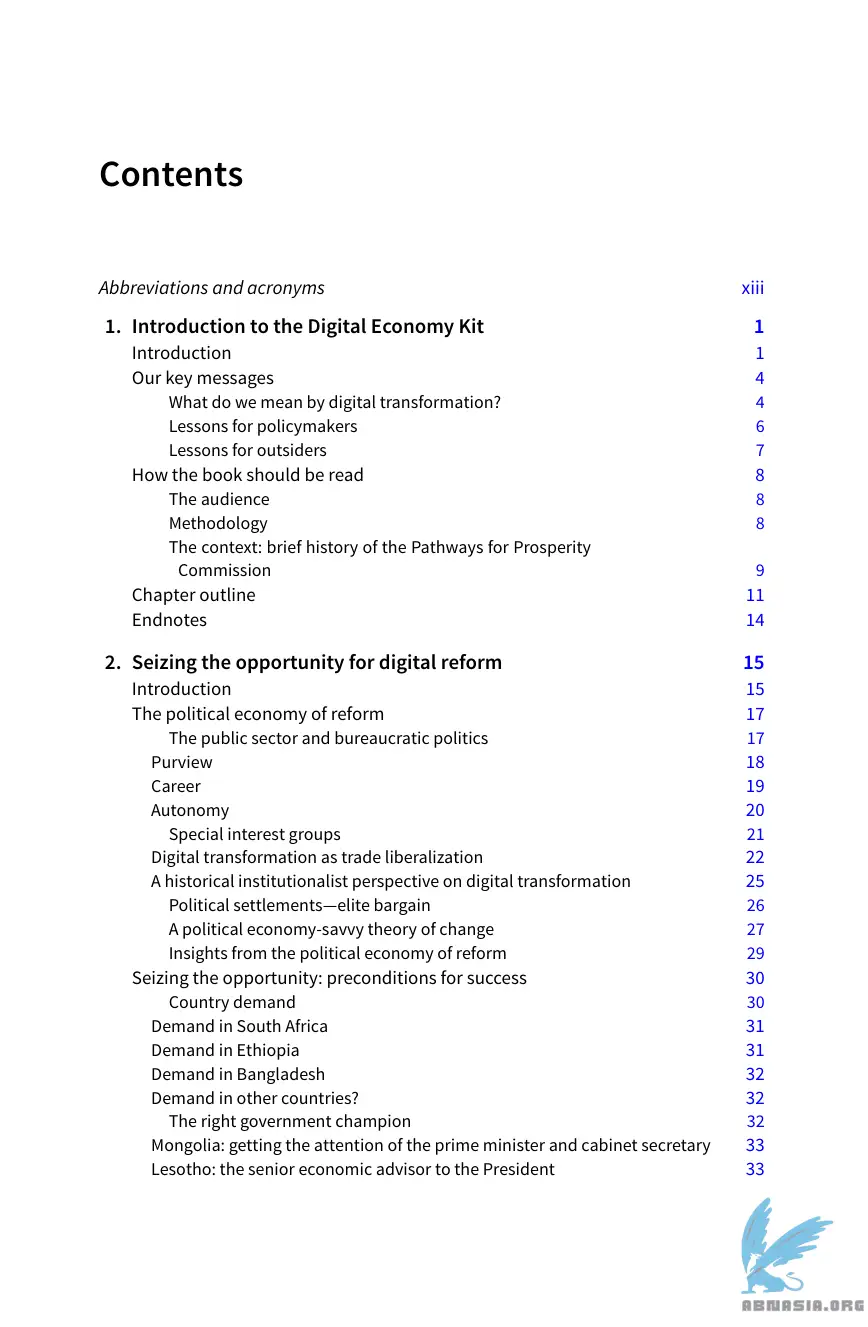 Contents
Abbreviations and acronyms xiii
1. Introduction to the Digital Economy Kit 1
Introduction 1
Our key messages 4
What do we mean by digital transformation? 4
Lessons for policymakers 6
Lessons for outsiders 7
How the book should be read 8
The audience 8
Methodology 8
The context: brief history of the Pathways for Prosperity
Commission 9
Chapter outline 11
Endnotes 14
2. Seizing the opportunity for digital reform 15
Introduction 15
The political economy of reform 17
The public sector and bureaucratic politics 17
Purview 18
Career 19
Autonomy 20
Special interest groups 21
Digital transformation as trade liberalization 22
A historical institutionalist perspective on digital transformation 25
Political settlements—elite bargain 26
A political economy-savvy theory of change 27
Insights from the political economy of reform 29
Seizing the opportunity: preconditions for success 30
Country demand 30
Demand in South Africa 31
Demand in Ethiopia 31
Demand in Bangladesh 32
Demand in other countries? 32
The right government champion 32
Mongolia: getting the attention of the prime minister and cabinet secretary 33
Lesotho: the senior economic advisor to the President 33
ABNASIA.ORG